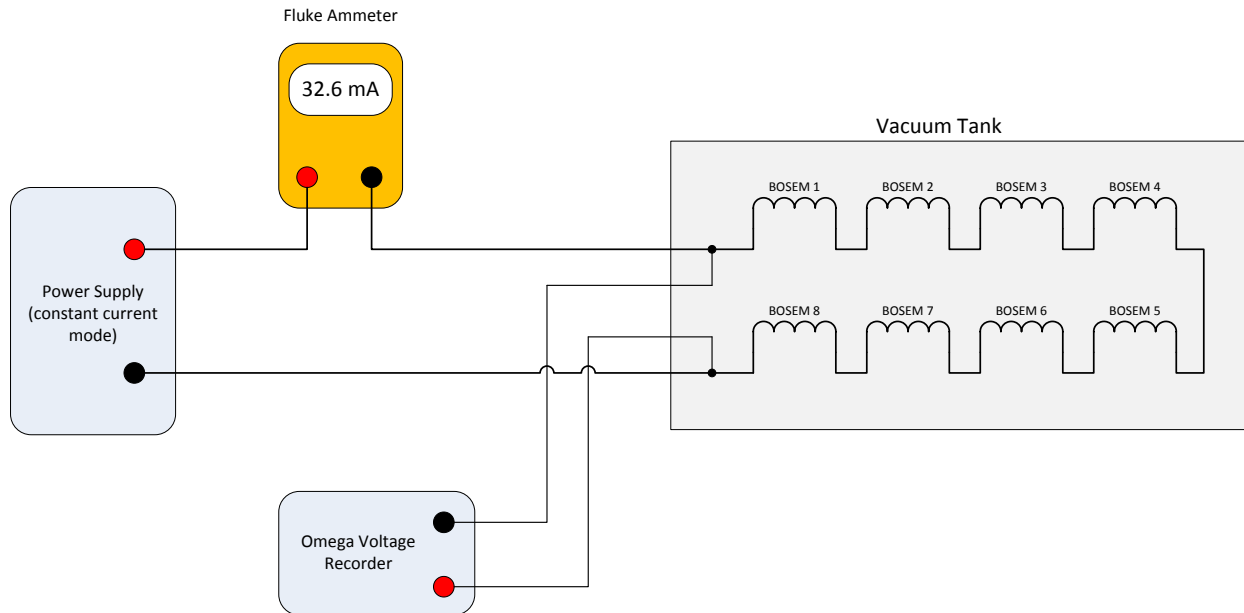 Fluke Ammeter
32.6 mA
Vacuum Tank
BOSEM 1
BOSEM 2
BOSEM 3
BOSEM 4
Power Supply
(constant current
mode)
BOSEM 8
BOSEM 7
BOSEM 6
BOSEM 5
Omega Voltage
Recorder